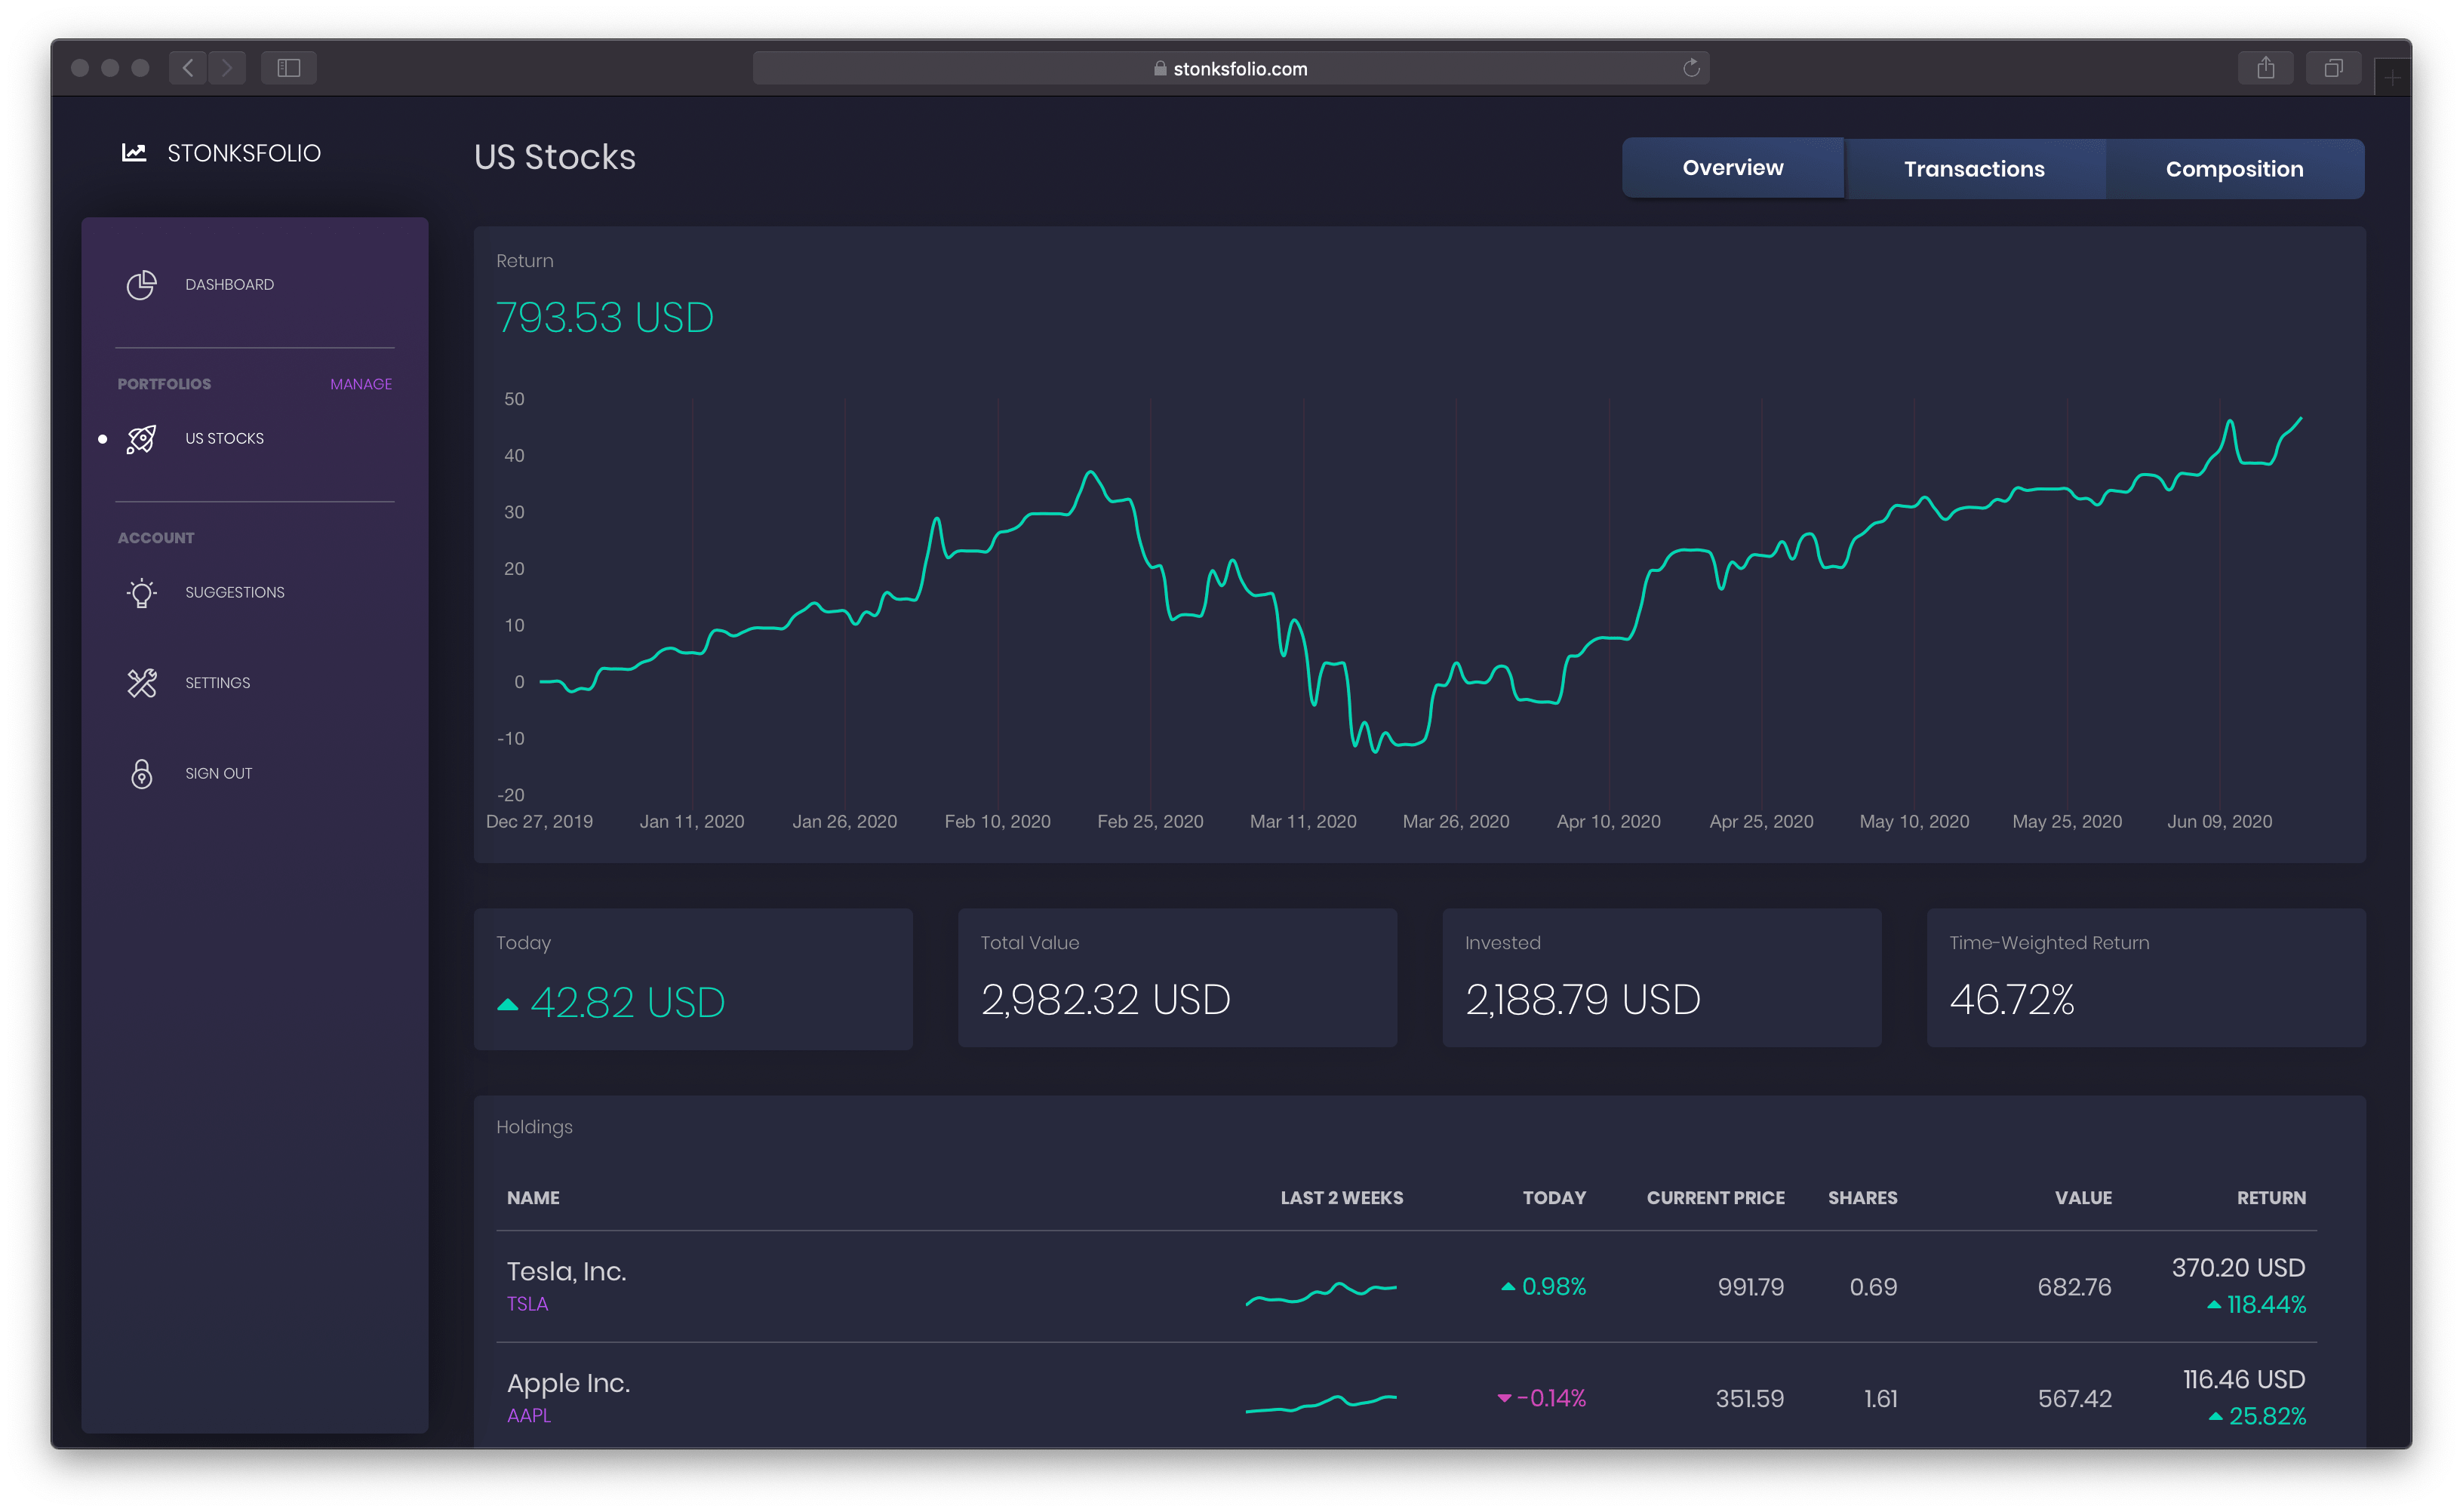 stonksfolio.com
STONKSFOLIO
US Stocks
Overview Transactions Composition
DASHBOARD
PORTFOLIOS MANAGE
US STOCKS
ACCOUNT
SUGGESTIONS
SETTINGS
SIGN OUT
Return
793.53 USD
50
40
30
20
10
0
-10
-20
Dec 27, 2019 Jan 11, 2020 Jan 26, 2020 Feb 10, 2020 Feb 25, 2020 Mar 11, 2020 Mar 26, 2020 Apr 10, 2020 Apr 25, 2020 May 10, 2020 May 25, 2020 Jun 09, 2020
Today
42.82 USD
Total Value
2,982.32 USD
Invested
2,188.79 USD
Time-Weighted Return
46.72%
Holdings
NAME LAST 2 WEEKS TODAY CURRENT PRICE SHARES VALUE RETURN
Tesla, Inc.
TSLA
0.98% 991.79 0.69 682.76
370.20 USD
118.44%
Apple Inc.
AAPL
-0.14% 351.59 1.61 567.42
116.46 USD
25.82%